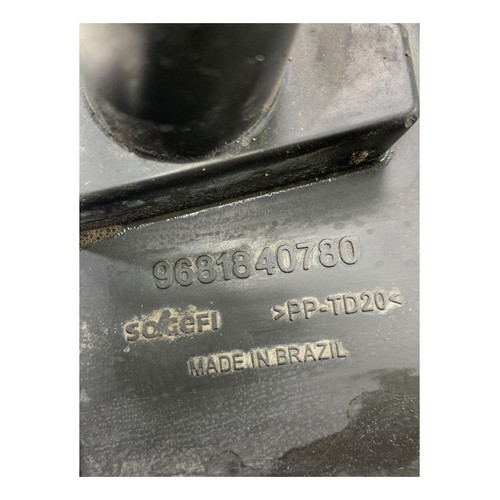 9681840780
SOGEFI >PP-TD20<
MADE IN BRAZIL